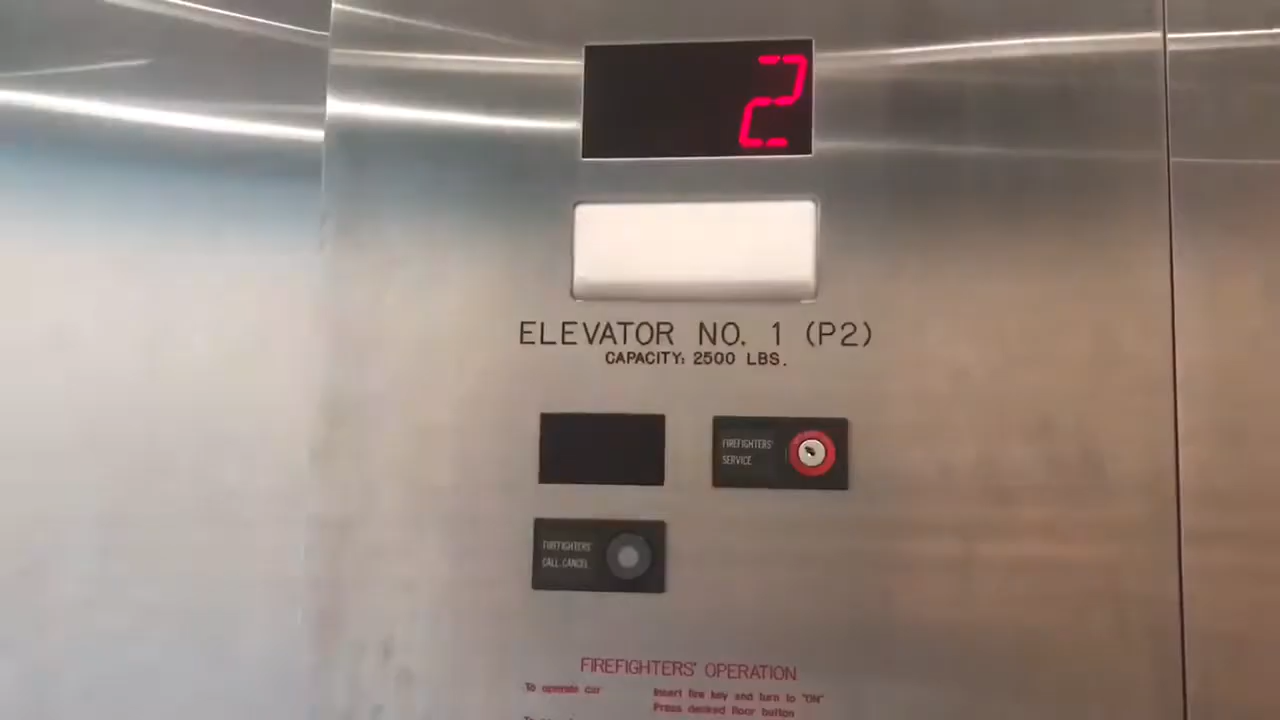 2
ELEVATOR NO. 1 (P2)
CAPACITY: 2500 LBS.
FIREFIGHTERS'
SERVICE
FIREFIGHTERS'
CALL CANCEL
FIREFIGHTERS' OPERATION
To operate car
Insert fire key and turn to "ON"
Press desired floor button